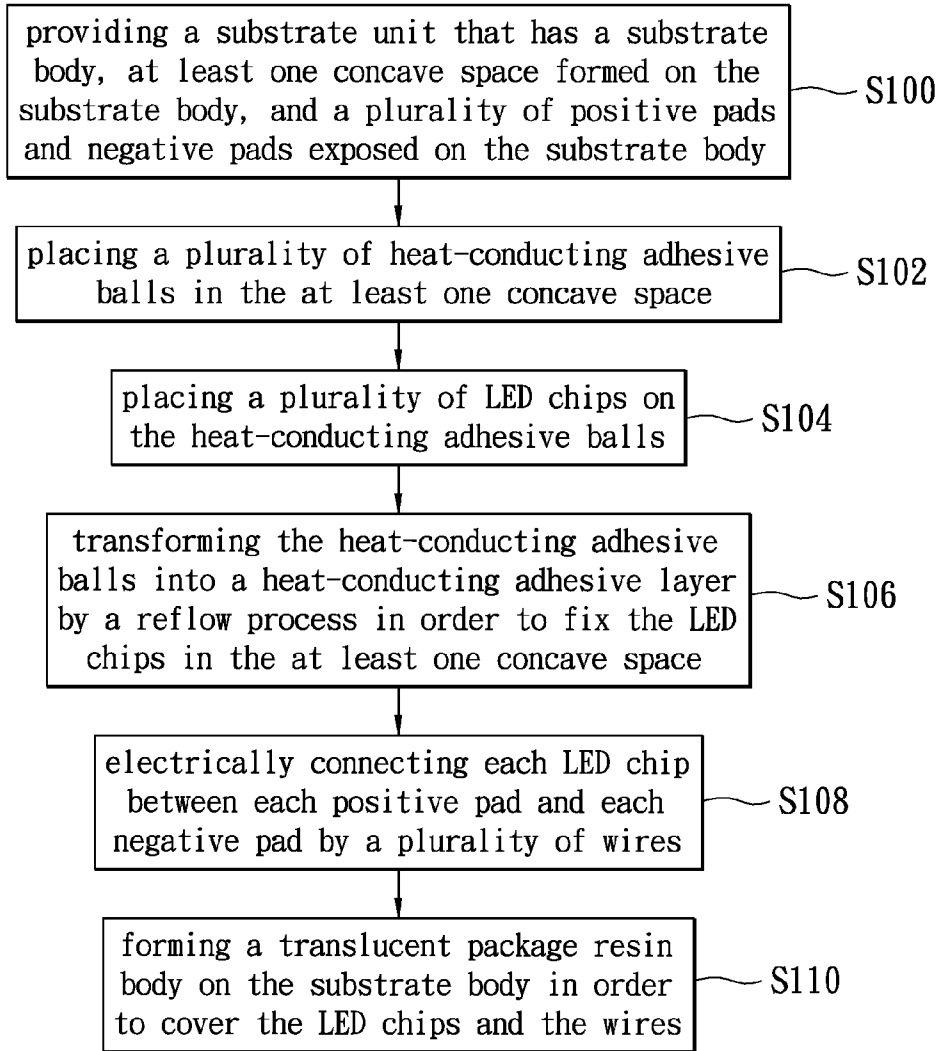 providing a substrate unit that has a substrate
body, at least one concave space formed on the
substrate body, and a plurality of positive pads
and negative pads exposed on the substrate body
S100
placing a plurality of heat-conducting adhesive
balls in the at least one concave space
S102
placing a plurality of LED chips on
the heat-conducting adhesive balls
S104
transforming the heat-conducting adhesive
balls into a heat-conducting adhesive layer
by a reflow process in order to fix the LED
chips in the at least one concave space
S106
electrically connecting each LED chip
between each positive pad and each
negative pad by a plurality of wires
S108
forming a translucent package resin
body on the substrate body in order
to cover the LED chips and the wires
S110